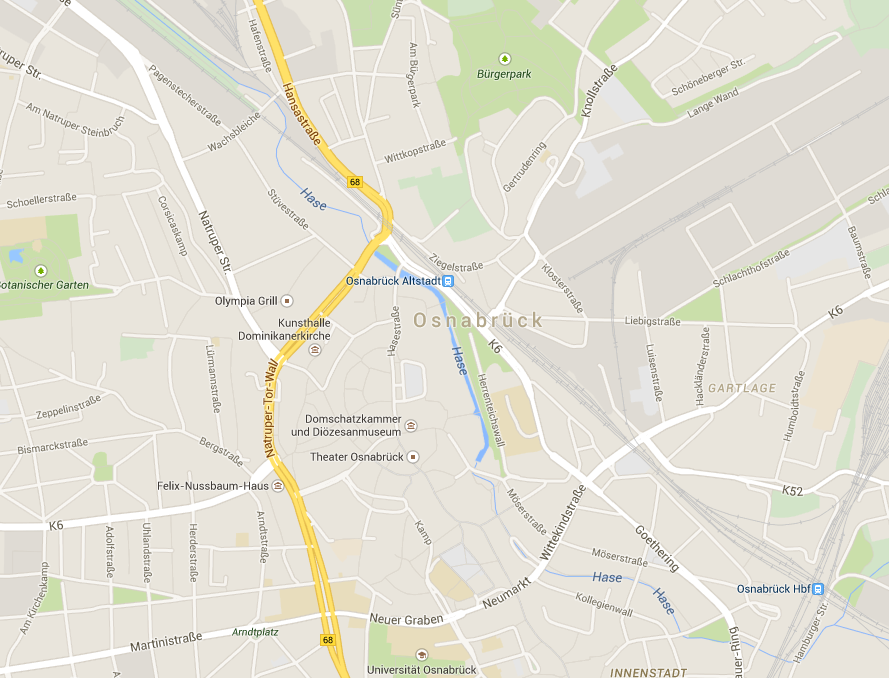 Hafenstraße
Am Bürgerpark
Bürgerpark
Knollstraße
Schöneberger Str.
Lange Wand
Natruper Str.
Pagenstecherstraße
Hansastraße
Am Natruper Steinbruch
Wachsbleiche
Wittkopstraße
Gertrudenring
68
Schoellerstraße
Corsicaskamp
Stüvestraße
Hase
Natruper Str.
Ziegelstraße
Klosterstraße
Schlachthofstraße
Baumstraße
Botanischer Garten
Osnabrück Altstadt
Olympia Grill
Kunsthalle
Dominikanerkirche
Hasestraße
Osnabrück
Liebigstraße
K6
K6
Hase
Lürmannstraße
Natruper-Tor-Wall
Herrenteichswall
Luisenstraße
Hackländerstraße
GARTLAGE
Humboldtstraße
Zeppelinstraße
Domschatzkammer
und Diözesanmuseum
Bismarckstraße
Bergstraße
Theater Osnabrück
Felix-Nussbaum-Haus
K52
K6
Adolfstraße
Uhlandstraße
Herderstraße
Arndtstraße
Kamp
Möserstraße
Wittekindstraße
Goethering
Möserstraße
Am Kirchenkamp
Hase
Hase
Osnabrück Hbf
Neumarkt
Kollegienwall
Neuer Graben
Hamburger Str.
Martinistraße
Arndtplatz
68
Universität Osnabrück
INNENSTADT